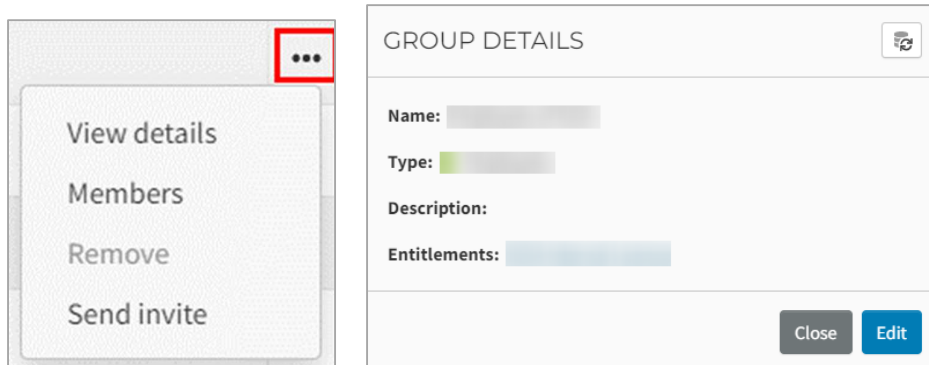 View details
Members
Remove
Send invite
GROUP DETAILS
Name:
Type:
Description:
Entitlements:
Close
Edit